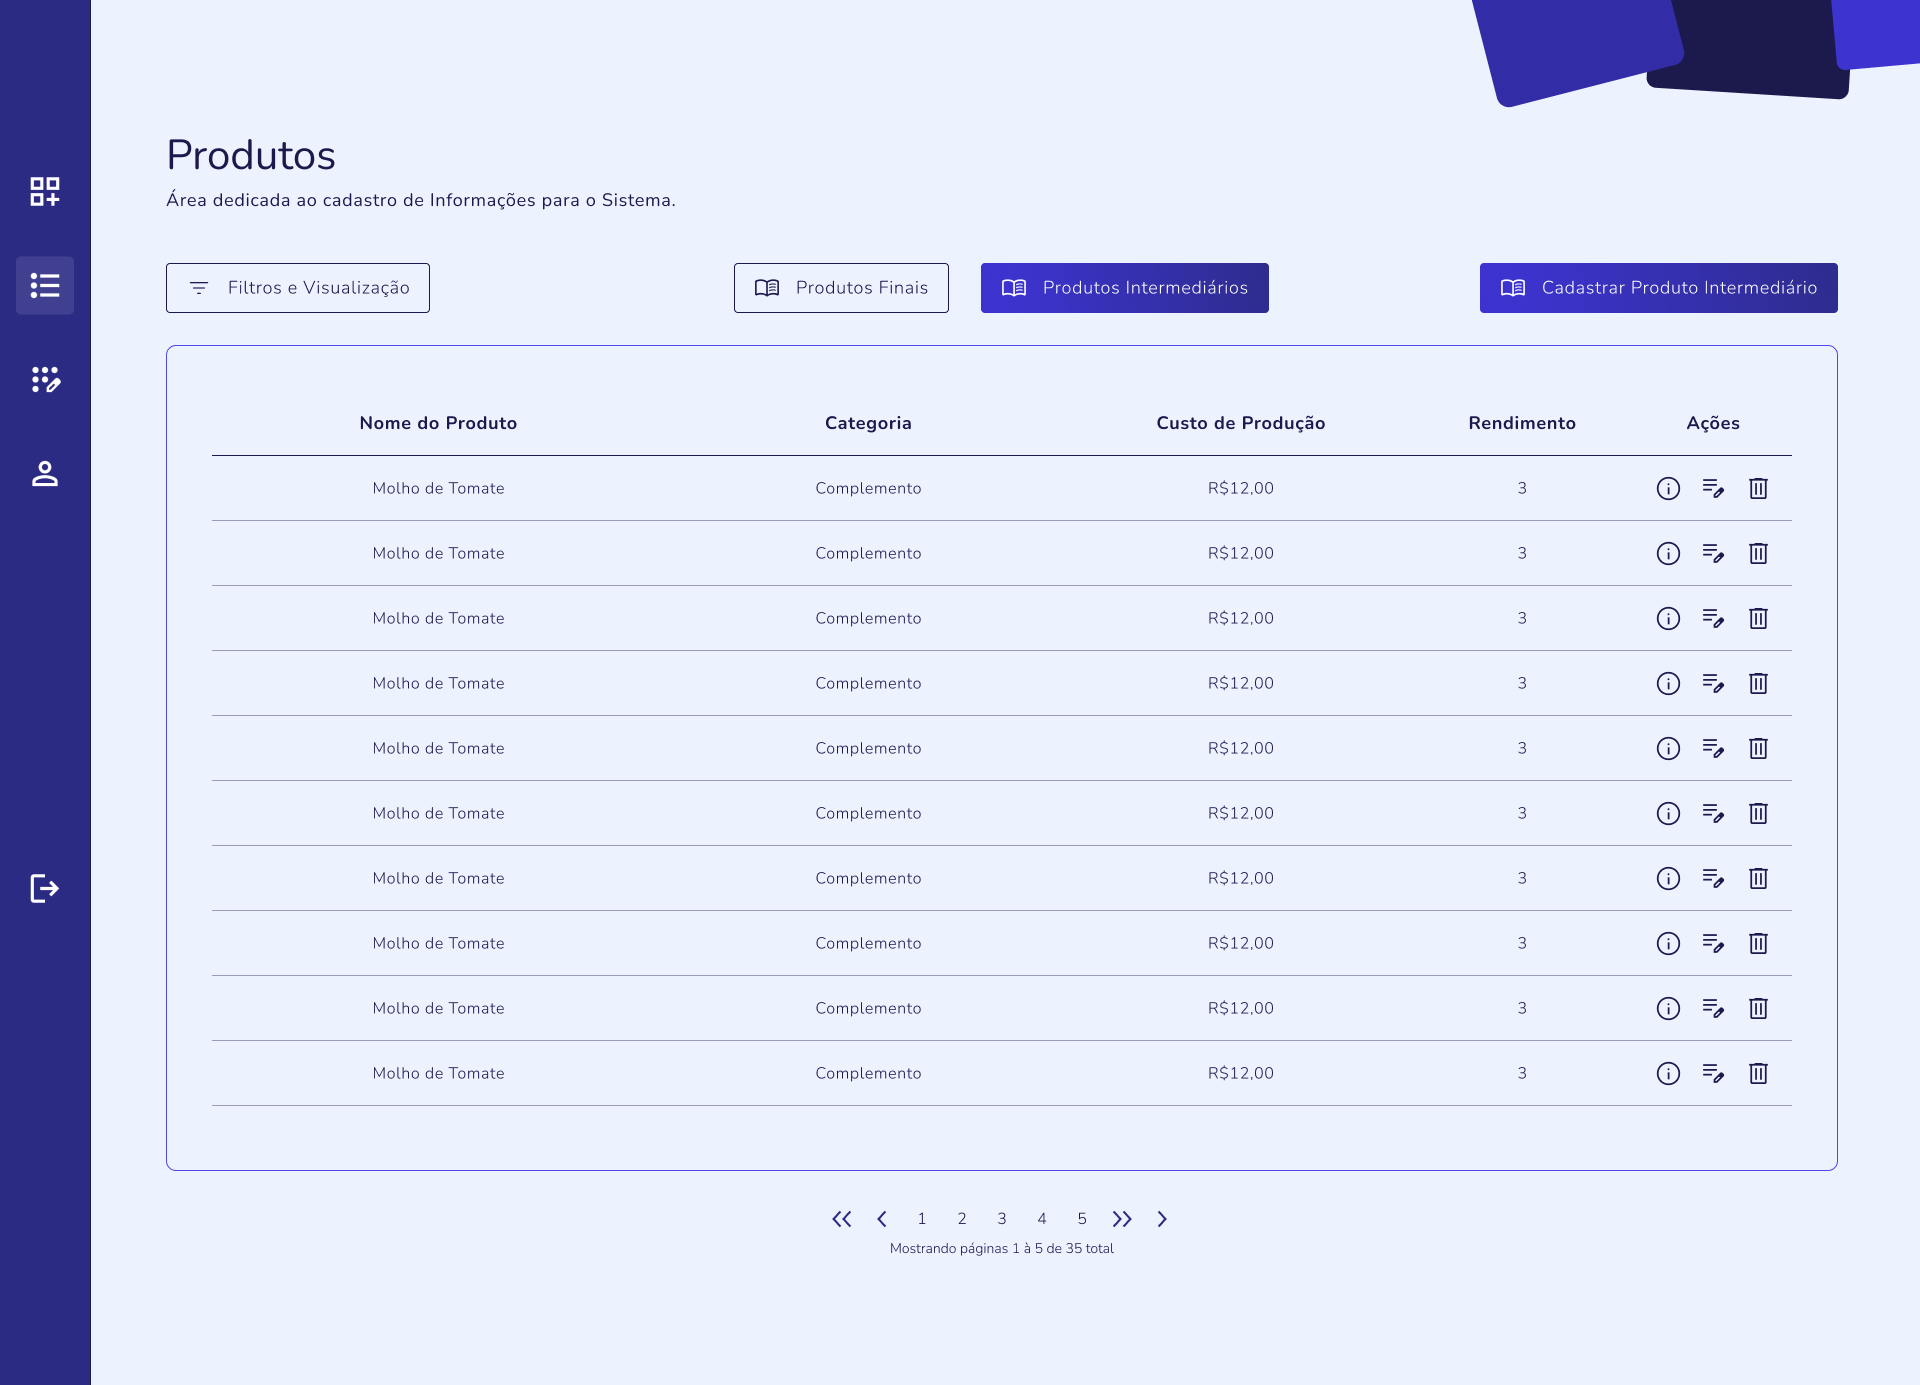 Produtos
Área dedicada ao cadastro de Informações para o Sistema.
Filtros e Visualização Produtos Finais Produtos Intermediários Cadastrar Produto Intermediário
Nome do Produto Categoria Custo de Produção Rendimento Ações
Molho de Tomate Complemento R$12,00 3
Molho de Tomate Complemento R$12,00 3
Molho de Tomate Complemento R$12,00 3
Molho de Tomate Complemento R$12,00 3
Molho de Tomate Complemento R$12,00 3
Molho de Tomate Complemento R$12,00 3
Molho de Tomate Complemento R$12,00 3
Molho de Tomate Complemento R$12,00 3
Molho de Tomate Complemento R$12,00 3
Molho de Tomate Complemento R$12,00 3
1 2 3 4 5
Mostrando páginas 1 à 5 de 35 total